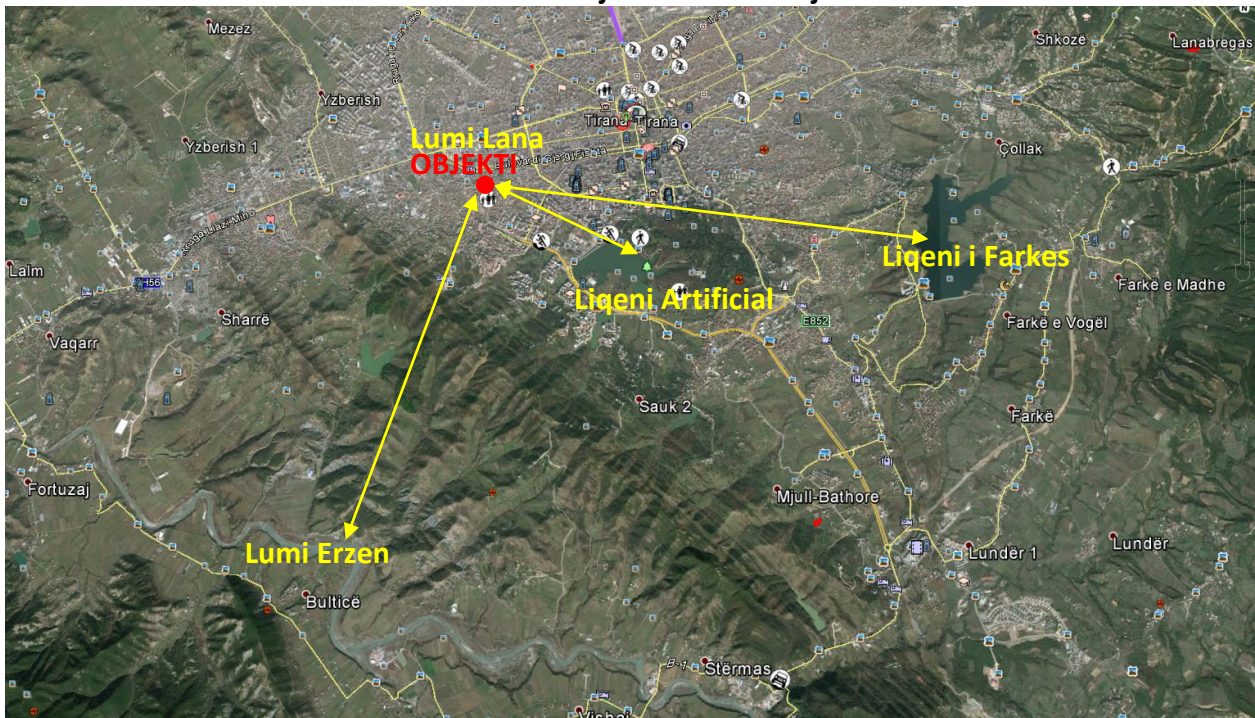 Mezez
Shkozë
Lanabregas
Yzberish
Tirana
Tirana
Yzberish 1
Lumi Lana
OBJEKTI
Çollak
Liqeni i Farkes
Lalm
Farkë e Madhe
Liqeni Artificial
Sharrë
E852
Farkë e Vogël
Vaqarr
Sauk 2
Farkë
Fortuzaj
Mjull-Bathore
Lumi Erzen
Lundër 1
Lundër
Bulticë
Stërmas